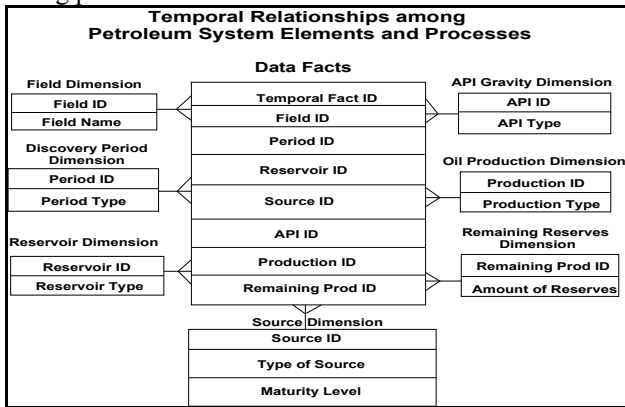 Temporal Relationships among
Petroleum System Elements and Processes
Data Facts
Field Dimension
Field ID
Field Name
Discovery Period
Dimension
Period ID
Period Type
Reservoir Dimension
Reservoir ID
Reservoir Type
Temporal Fact ID
Field ID
Period ID
Reservoir ID
Source ID
API ID
Production ID
Remaining Prod ID
API Gravity Dimension
API ID
API Type
Oil Production Dimension
Production ID
Production Type
Remaining Reserves
Dimension
Remaining Prod ID
Amount of Reserves
Source Dimension
Source ID
Type of Source
Maturity Level